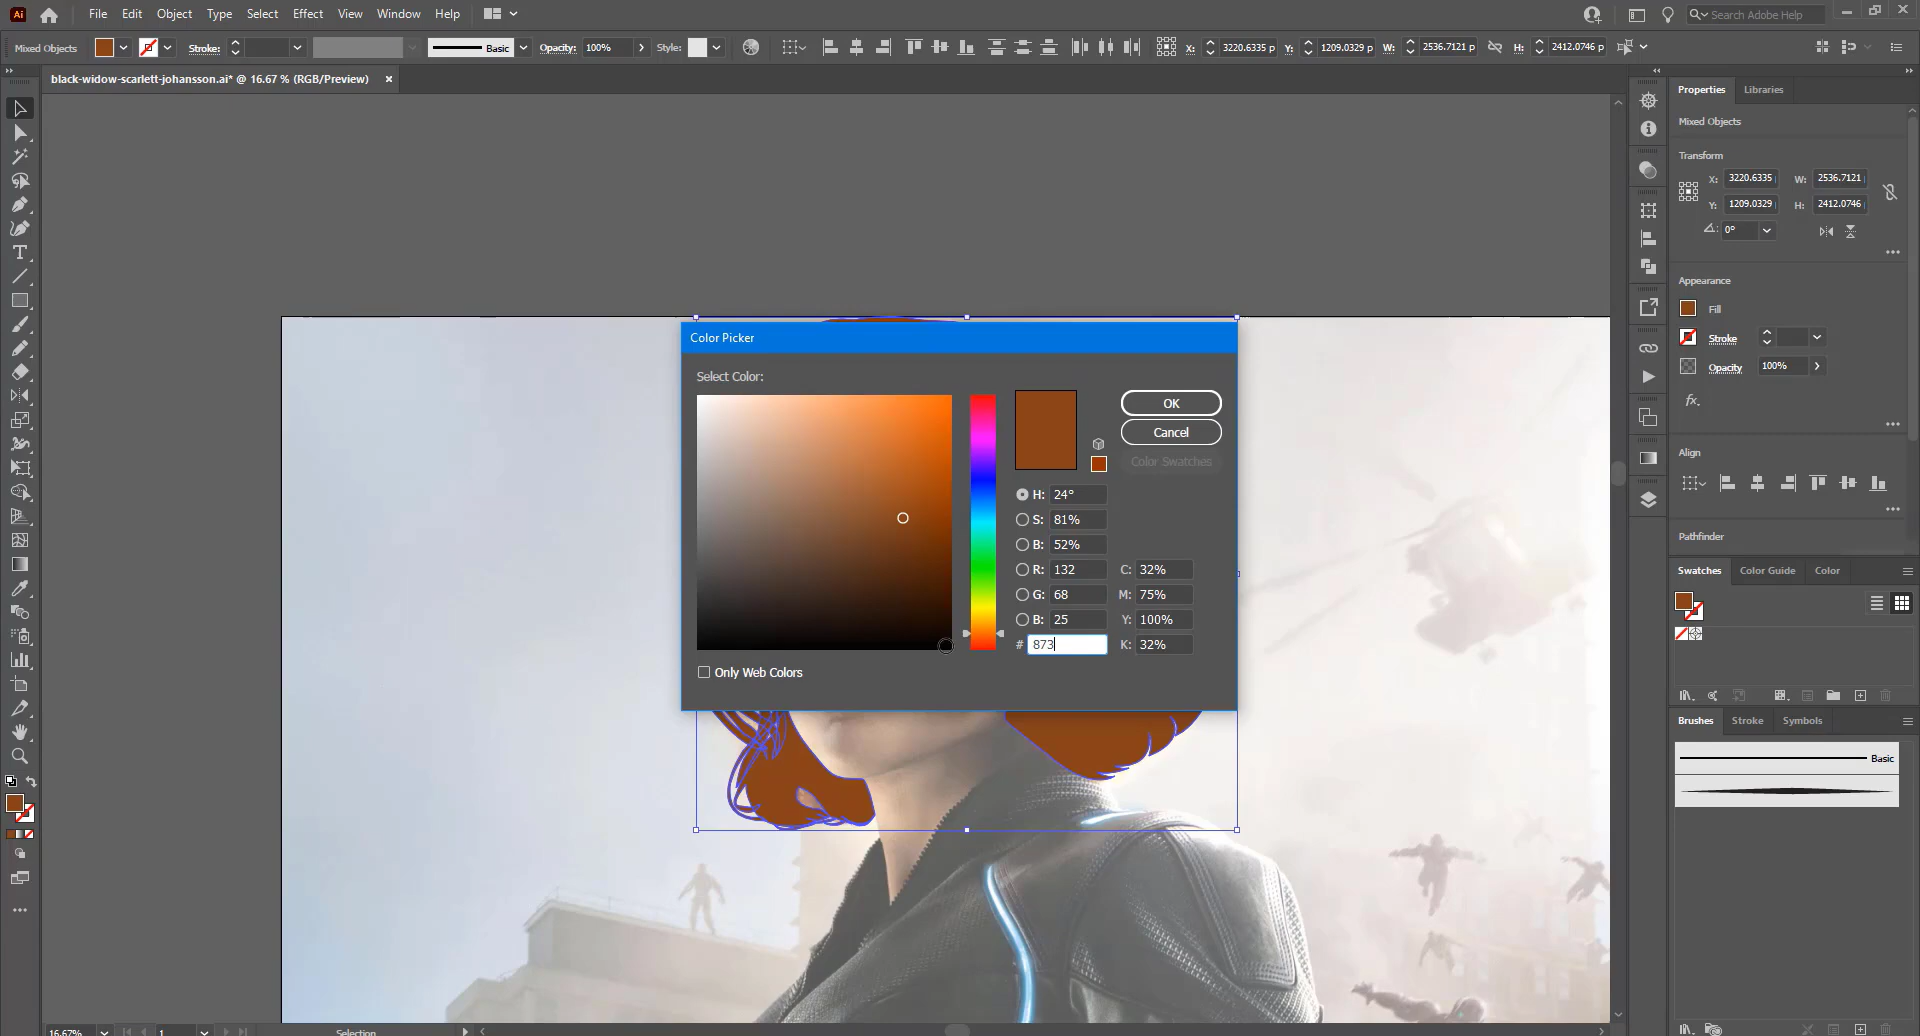 Ai File Edit Object Type Select Effect View Window Help Search Adobe Help
Mixed Objects Stroke: Basic Opacity: 100% Style: X: 3220.6335 p Y: 1209.0329 p W: 2536.7121 p H: 2412.0746 p
black-widow-scarlett-johansson.ai* @ 16.67 % (RGB/Preview)
Properties Libraries
Mixed Objects
Transform
X: 3220.6335 W: 2536.7121
Y: 1209.0329 H: 2412.0746
0°
Appearance
Fill
Stroke
Opacity 100%
fx.
Align
Pathfinder
Swatches Color Guide Color
Brushes Stroke Symbols
Basic
Color Picker
Select Color:
OK
Cancel
Color Swatches
H: 24°
S: 81%
B: 52%
R: 132 C: 32%
G: 68 M: 75%
B: 25 Y: 100%
# 873 K: 32%
Only Web Colors
16.67% 1 Selection